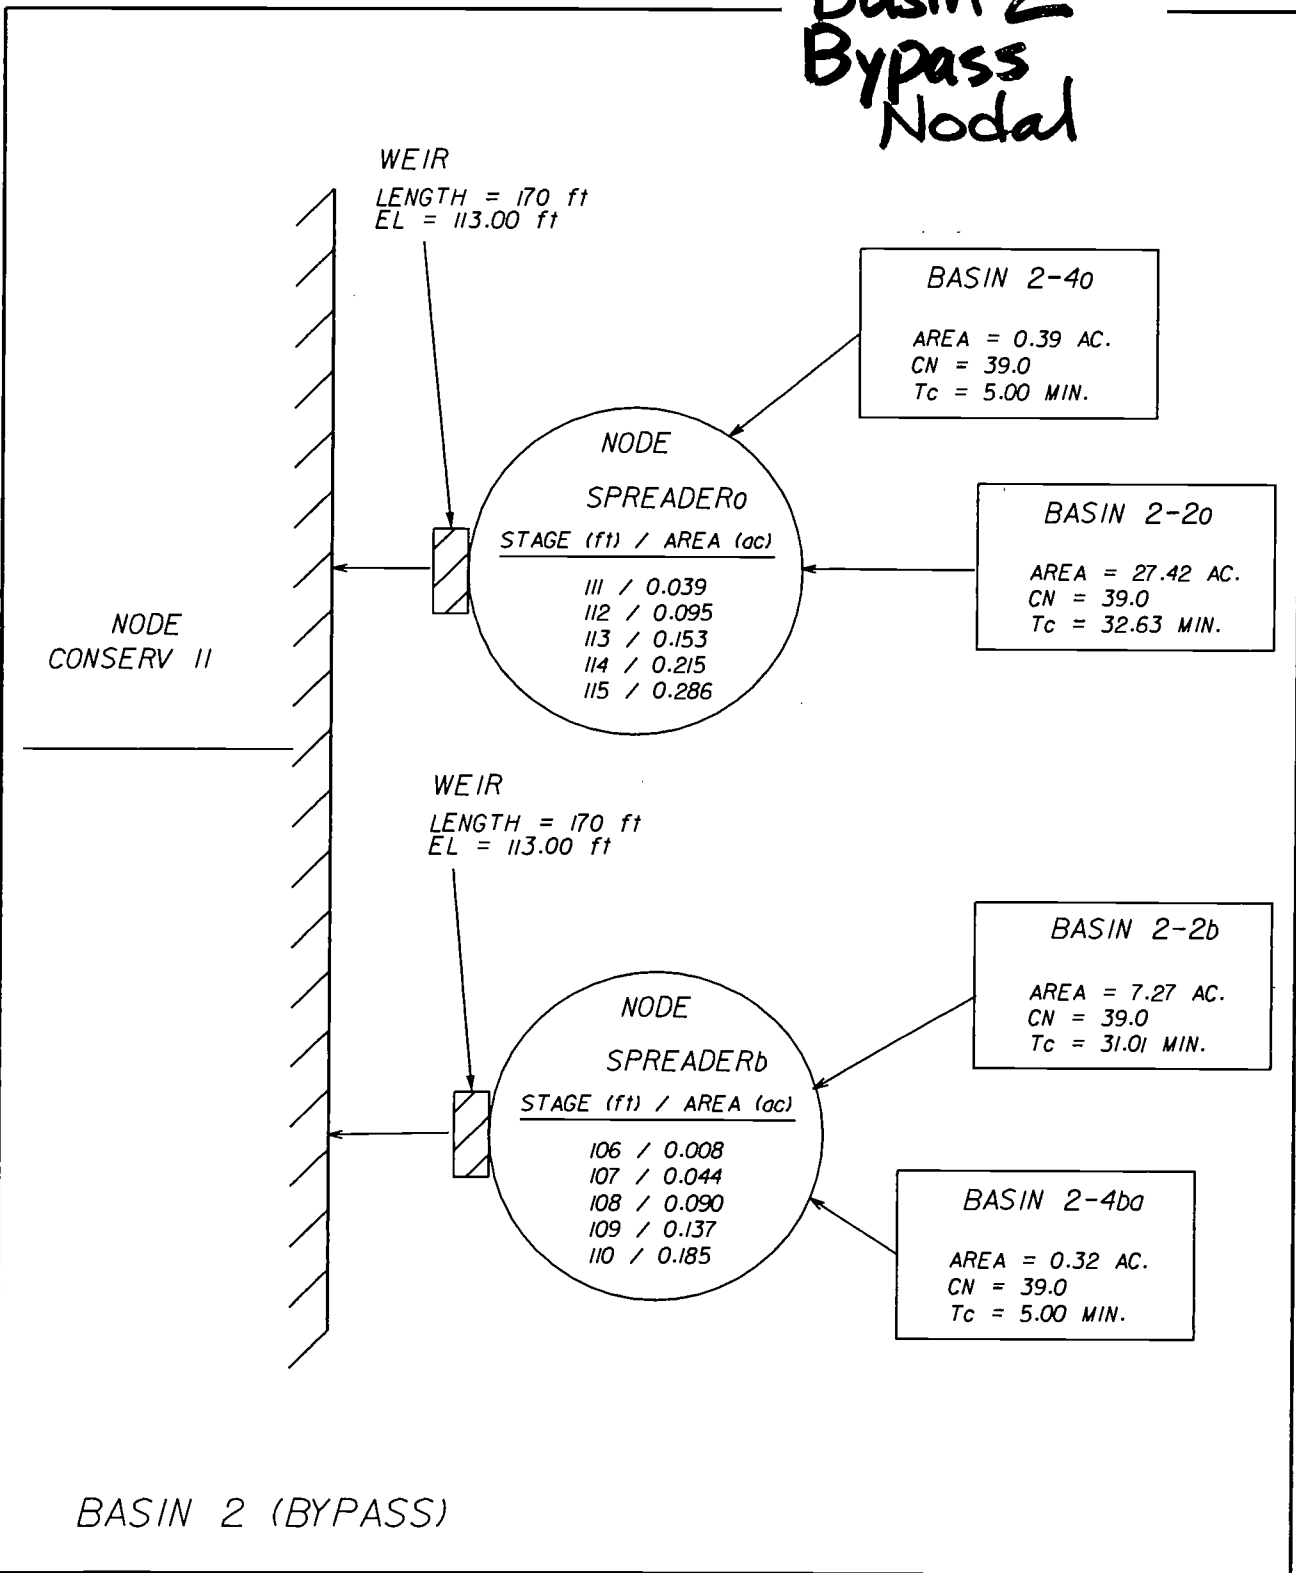 Basin 2
Bypass
Nodal
WEIR
LENGTH = 170 ft
EL = 113.00 ft
BASIN 2-4a
AREA = 0.39 AC.
CN = 39.0
Tc = 5.00 MIN.
NODE
SPREADERa
STAGE (ft) / AREA (ac)
111 / 0.039
112 / 0.095
113 / 0.153
114 / 0.215
115 / 0.286
BASIN 2-2a
AREA = 27.42 AC.
CN = 39.0
Tc = 32.63 MIN.
NODE
CONSERV II
WEIR
LENGTH = 170 ft
EL = 113.00 ft
BASIN 2-2b
AREA = 7.27 AC.
CN = 39.0
Tc = 31.01 MIN.
NODE
SPREADERb
STAGE (ft) / AREA (ac)
106 / 0.008
107 / 0.044
108 / 0.090
109 / 0.137
110 / 0.185
BASIN 2-4ba
AREA = 0.32 AC.
CN = 39.0
Tc = 5.00 MIN.
BASIN 2 (BYPASS)